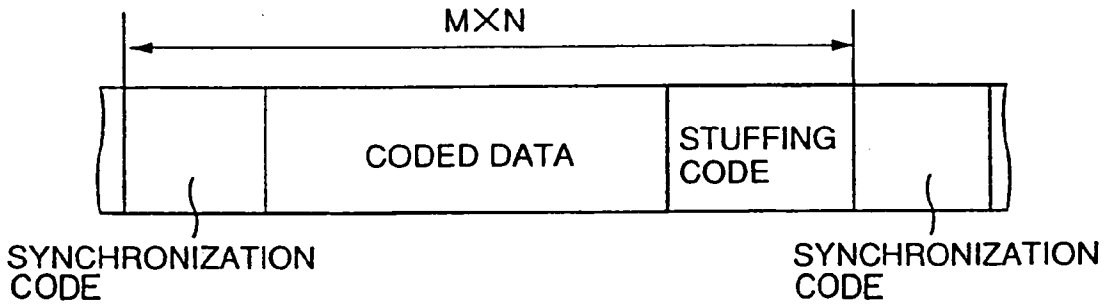 M×N
CODED DATA
STUFFING
CODE
SYNCHRONIZATION
CODE
SYNCHRONIZATION
CODE